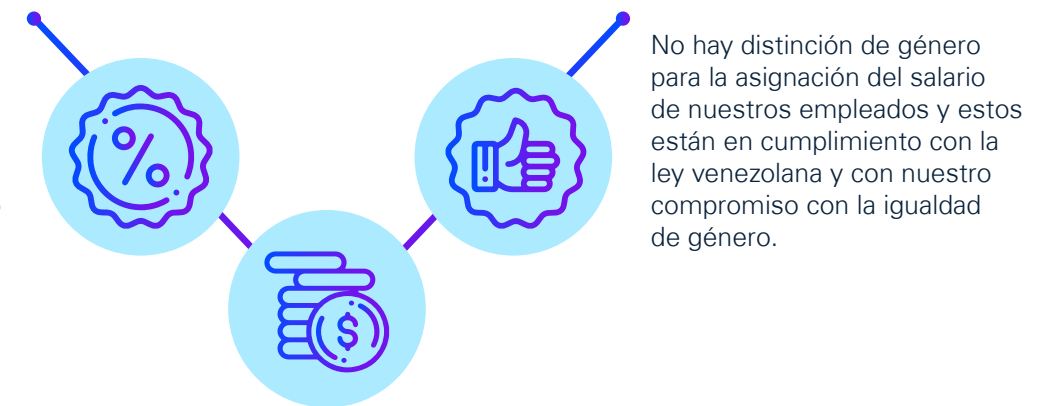 No hay distinción de género
para la asignación del salario
de nuestros empleados y estos
están en cumplimiento con la
ley venezolana y con nuestro
compromiso con la igualdad
de género.
%
$